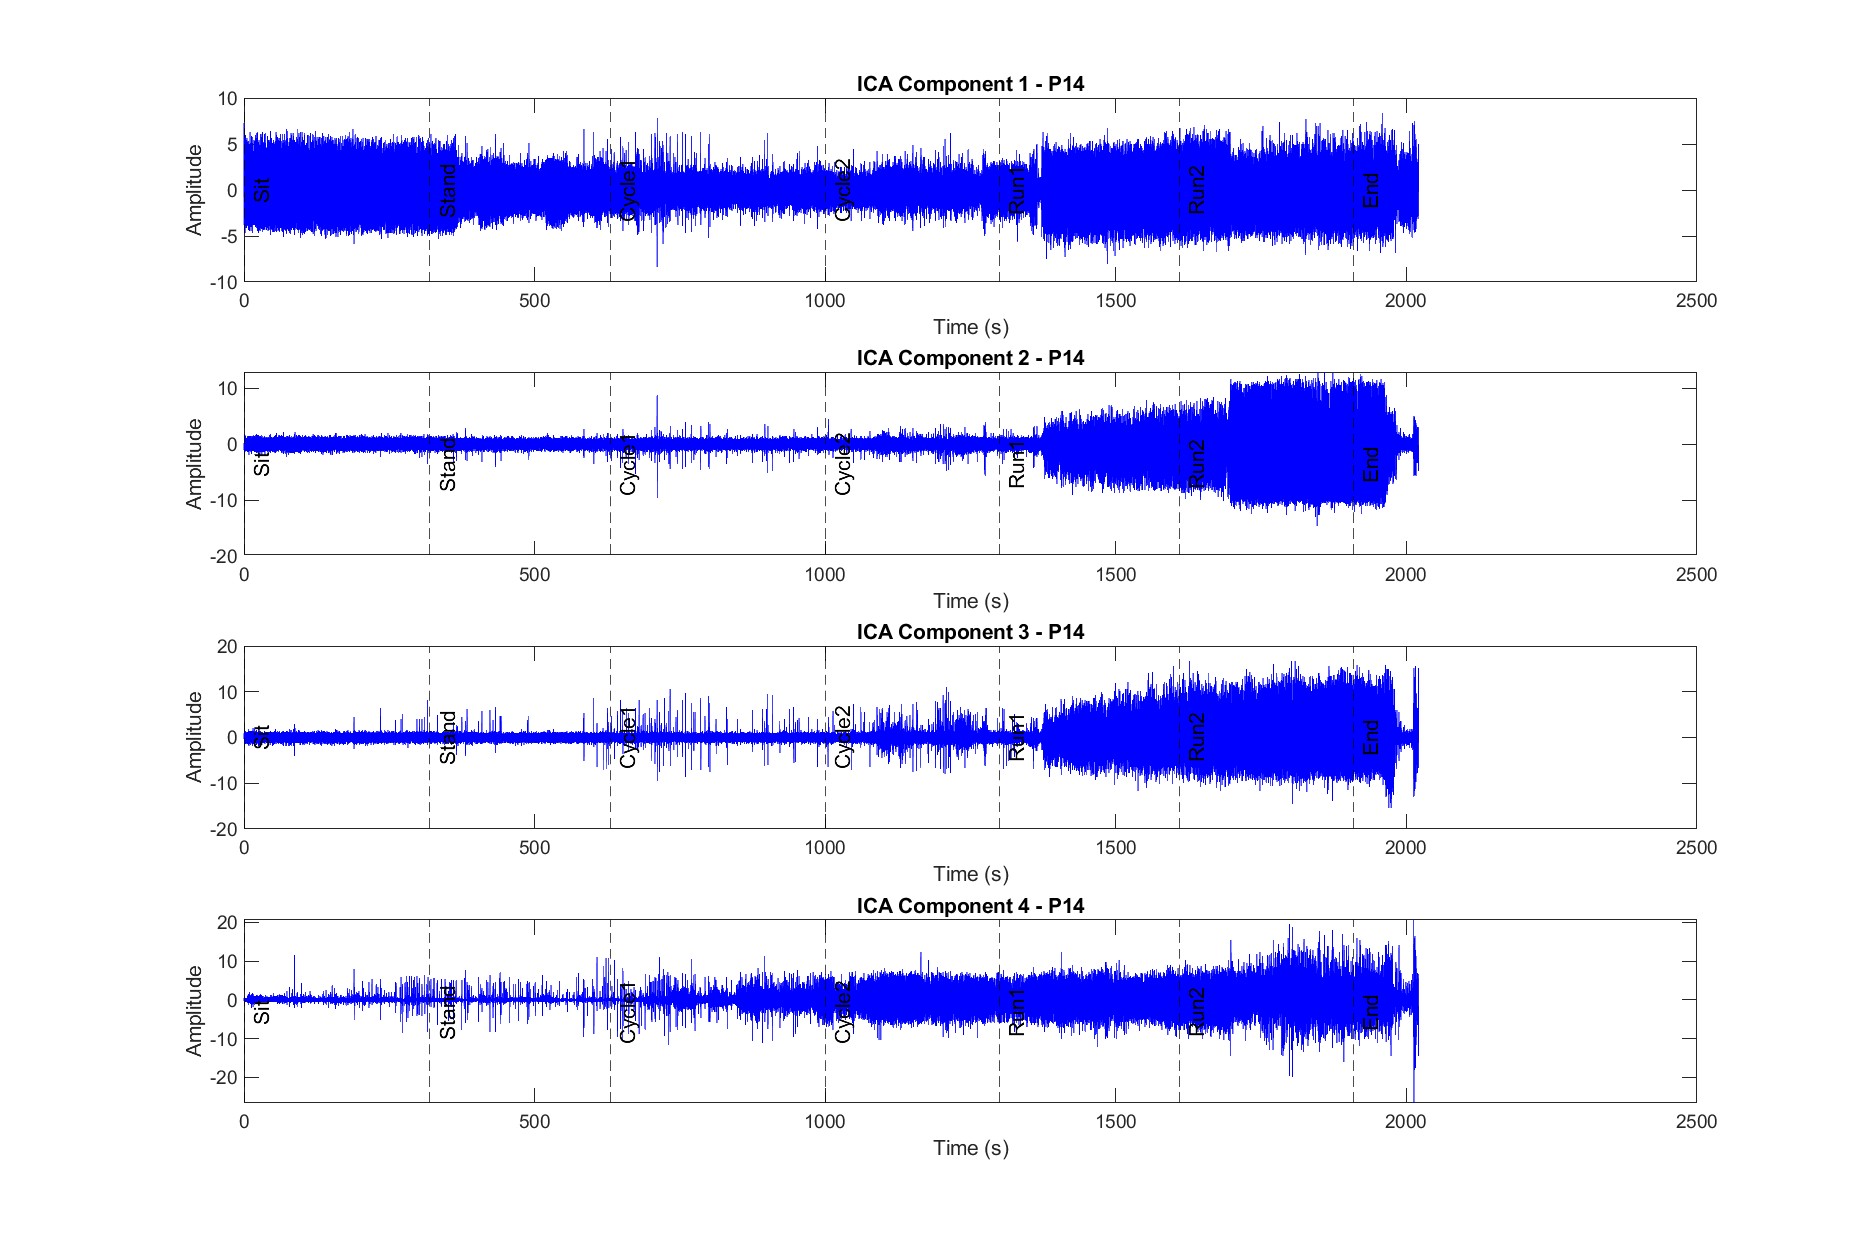 ICA Component 1 - P14
10
5
0
-5
-10
Amplitude
Sit
Stand
Cycle1
Cycle2
Run1
Run2
End
0 500 1000 1500 2000 2500
Time (s)
ICA Component 2 - P14
10
0
-10
-20
Amplitude
Sit
Stand
Cycle1
Cycle2
Run1
Run2
End
0 500 1000 1500 2000 2500
Time (s)
ICA Component 3 - P14
20
10
0
-10
-20
Amplitude
Sit
Stand
Cycle1
Cycle2
Run1
Run2
End
0 500 1000 1500 2000 2500
Time (s)
ICA Component 4 - P14
20
10
0
-10
-20
Amplitude
Sit
Stand
Cycle1
Cycle2
Run1
Run2
End
0 500 1000 1500 2000 2500
Time (s)